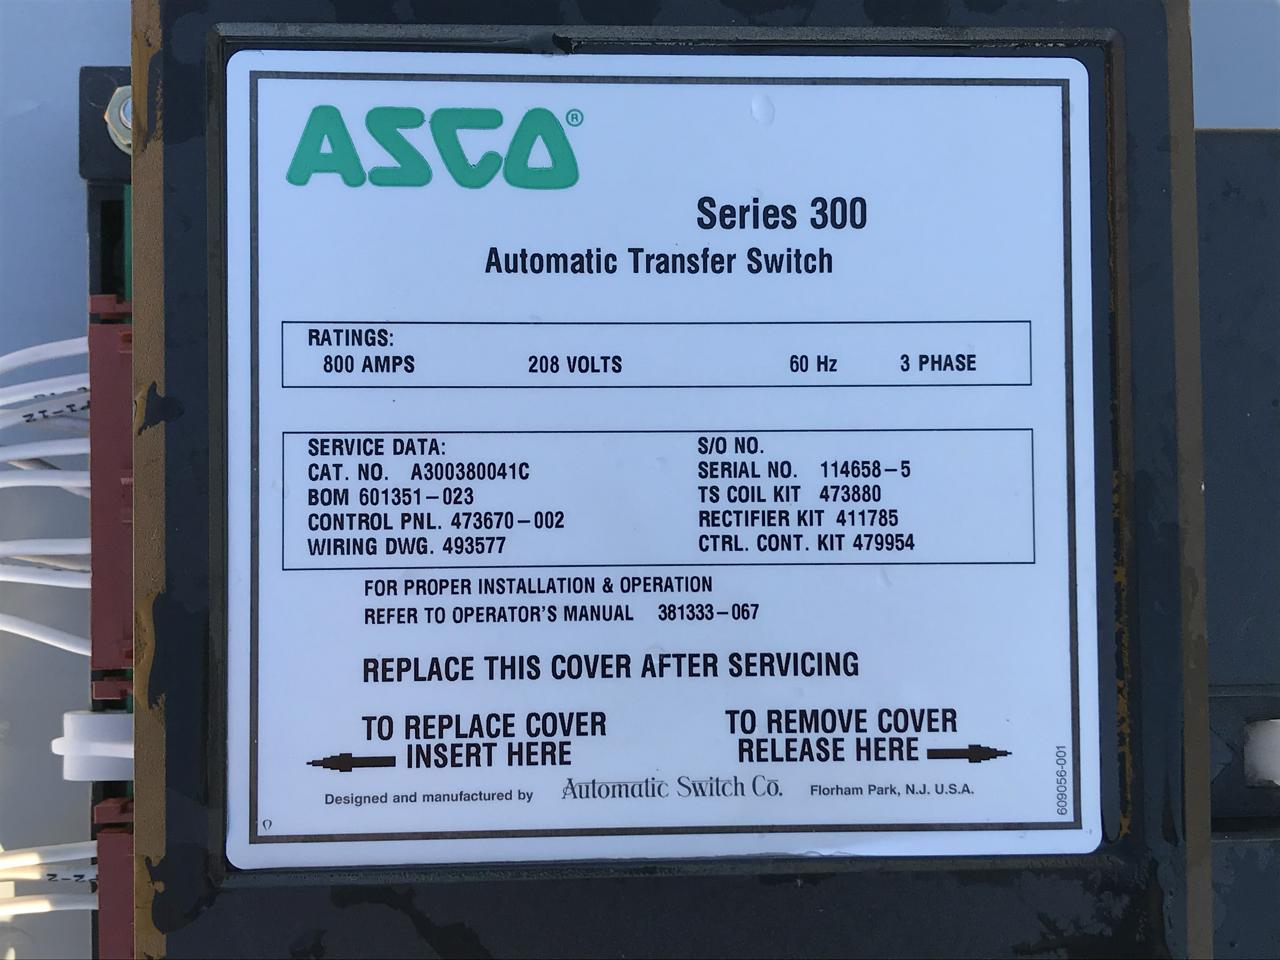 ASCO®
Series 300
Automatic Transfer Switch
RATINGS:
800 AMPS 208 VOLTS 60 Hz 3 PHASE
SERVICE DATA:
CAT. NO. A300380041C
BOM 601351-023
CONTROL PNL. 473670-002
WIRING DWG. 493577
S/O NO.
SERIAL NO. 114658-5
TS COIL KIT 473880
RECTIFIER KIT 411785
CTRL. CONT. KIT 479954
FOR PROPER INSTALLATION & OPERATION
REFER TO OPERATOR'S MANUAL 381333-067
REPLACE THIS COVER AFTER SERVICING
TO REPLACE COVER
INSERT HERE
TO REMOVE COVER
RELEASE HERE
Designed and manufactured by Automatic Switch Co. Florham Park, N.J. U.S.A.
609056-001